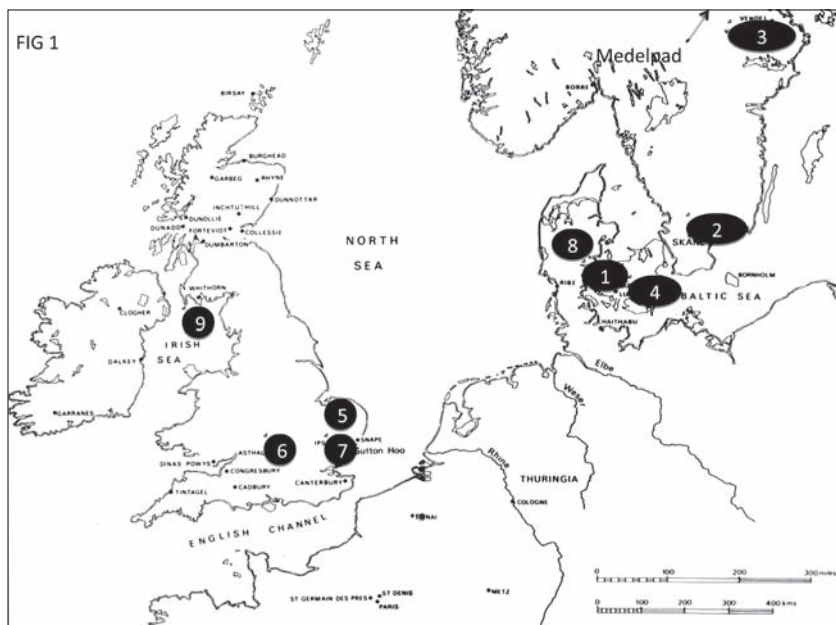 FIG 1
VENDEL
3
Medelpad
BORRE
BIRSAY
BURGHEAD
GARBEG
RHYNIE
DUNNOTTAR
INCHTUTHILL
DUNOLLIE
DUNADD
FORTEVIOT
COLLESSIE
DUMBARTON
NORTH
SEA
2
SKANE
8
1
RIBE
4
BORNHOLM
BALTIC SEA
HAITHABU
WHITHORN
9
CLOGHER
IRISH
SEA
DALKEY
GARRANES
Elbe
Weser
Rhine
5
6
7
SNAPE
Sutton Hoo
DINAS POWYS
CONGRESBURY
CADBURY
CANTERBURY
TINTAGEL
ENGLISH CHANNEL
THURINGIA
COLOGNE
METZ
ST DENIS
ST GERMAIN DES PRES
PARIS
0 100 200 300 miles
0 100 200 300 400 kms